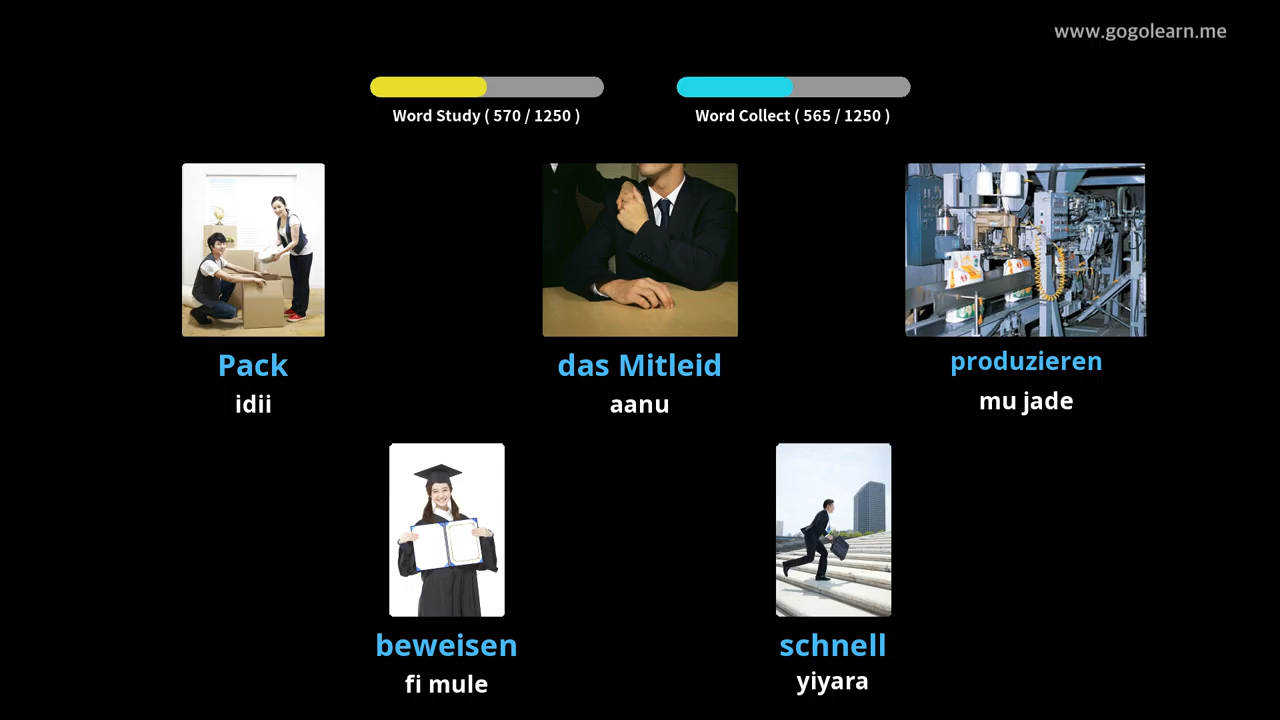 www.gogolearn.me
Word Study ( 570 / 1250 )
Word Collect ( 565 / 1250 )
Pack
idii
das Mitleid
aanu
produzieren
mu jade
beweisen
fi mule
schnell
yiyara